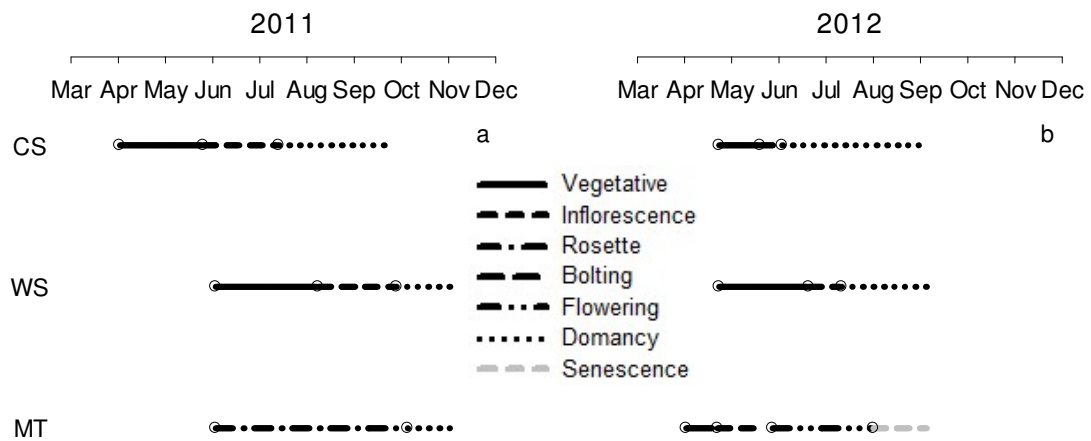 2011 2012
Mar Apr May Jun Jul Aug Sep Oct Nov Dec Mar Apr May Jun Jul Aug Sep Oct Nov Dec
CS a b
Vegetative
Inflorescence
Rosette
Bolting
WS
Flowering
Domancy
Senescence
MT